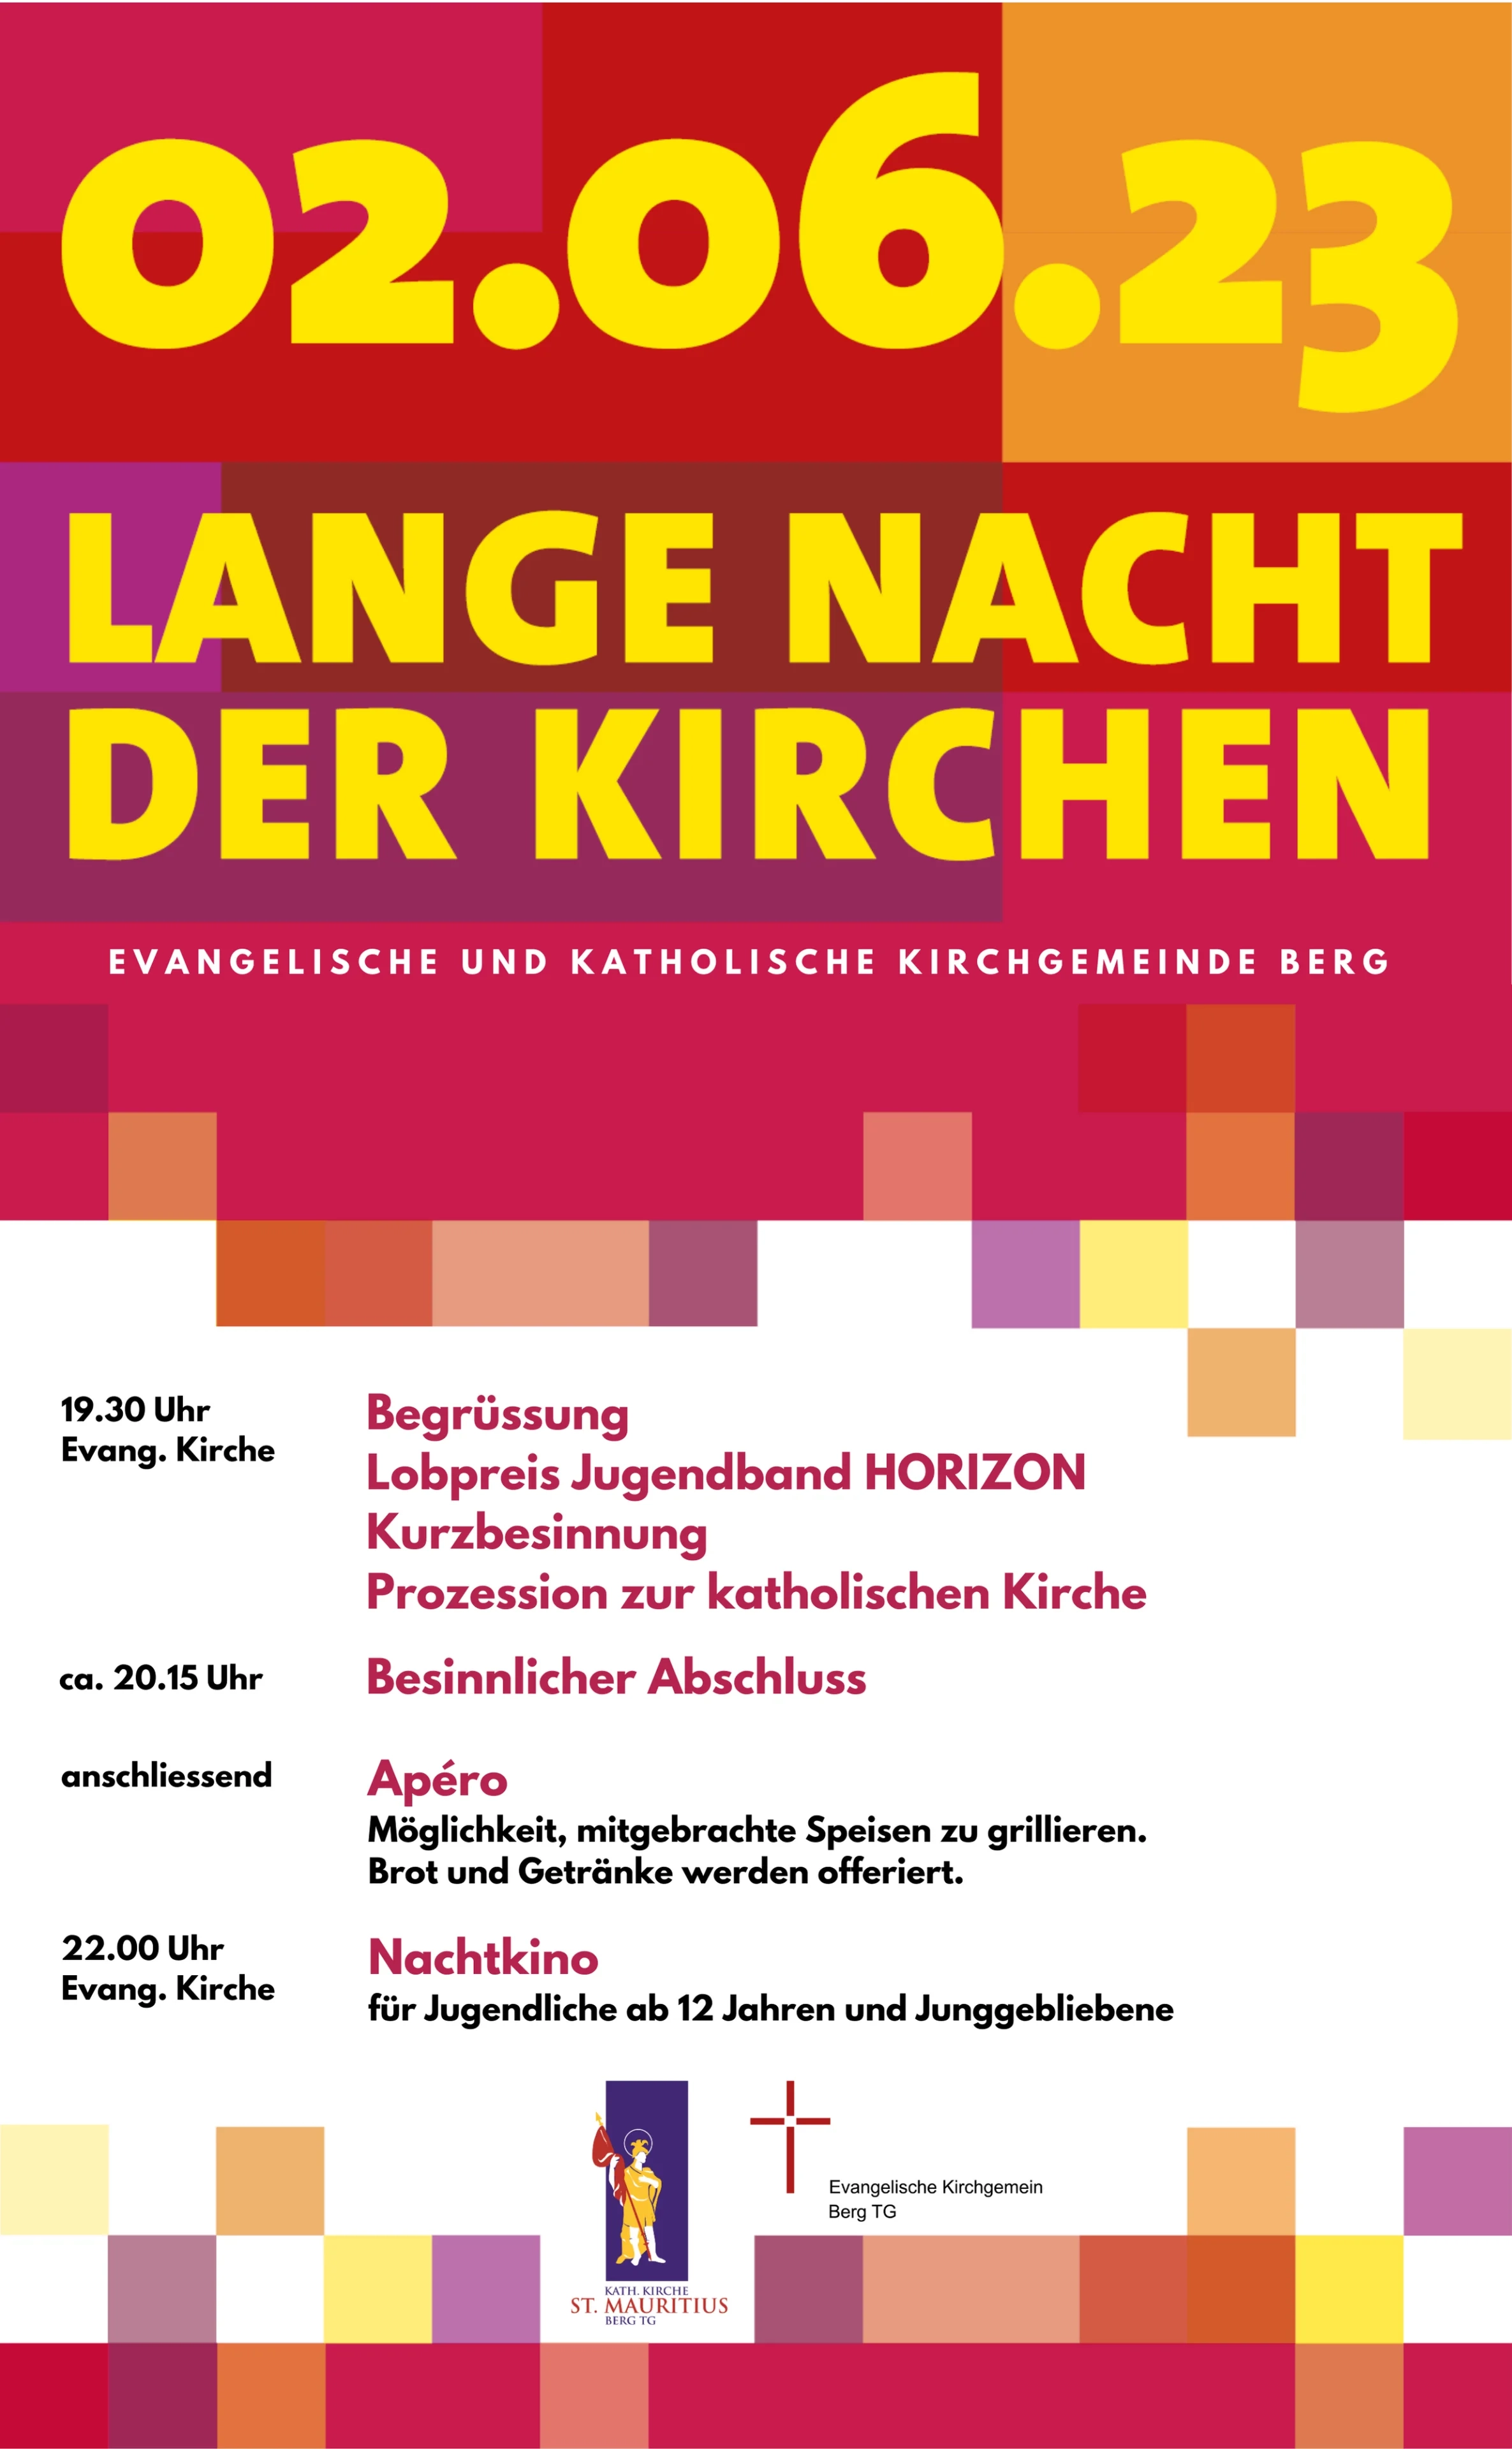 02.06.23
LANGE NACHT
DER KIRCHEN
EVANGELISCHE UND KATHOLISCHE KIRCHGEMEINDE BERG
19.30 Uhr
Evang. Kirche
Begrüssung
Lobpreis Jugendband HORIZON
Kurzbesinnung
Prozession zur katholischen Kirche
ca. 20.15 Uhr
Besinnlicher Abschluss
anschliessend
Apéro
Möglichkeit, mitgebrachte Speisen zu grillieren.
Brot und Getränke werden offeriert.
22.00 Uhr
Evang. Kirche
Nachtkino
für Jugendliche ab 12 Jahren und Junggebliebene
KATH. KIRCHE
ST. MAURITIUS
BERG TG
Evangelische Kirchgemein
Berg TG